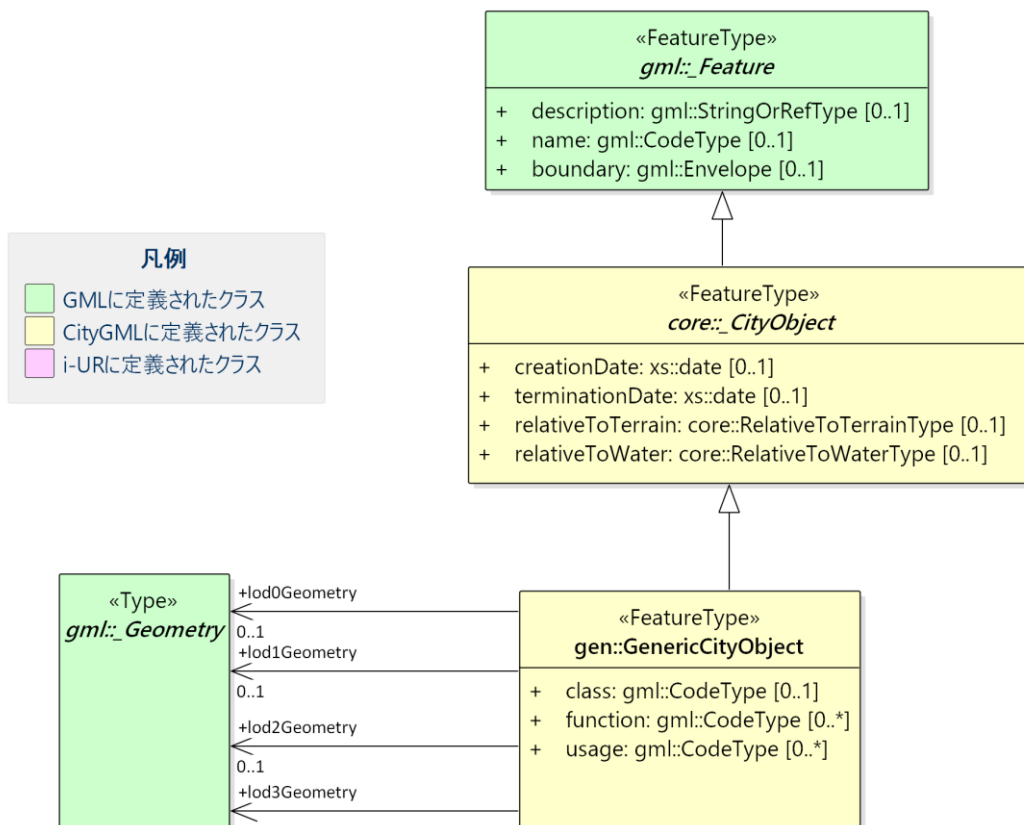 «FeatureType»
gml::_Feature
+ description: gml::StringOrRefType [0..1]
+ name: gml::CodeType [0..1]
+ boundary: gml::Envelope [0..1]
凡例
GMLに定義されたクラス
CityGMLに定義されたクラス
i-URに定義されたクラス
«FeatureType»
core::_CityObject
+ creationDate: xs::date [0..1]
+ terminationDate: xs::date [0..1]
+ relativeToTerrain: core::RelativeToTerrainType [0..1]
+ relativeToWater: core::RelativeToWaterType [0..1]
«Type»
gml::_Geometry
+lod0Geometry
0..1
+lod1Geometry
0..1
+lod2Geometry
0..1
+lod3Geometry
«FeatureType»
gen::GenericCityObject
+ class: gml::CodeType [0..1]
+ function: gml::CodeType [0..*]
+ usage: gml::CodeType [0..*]